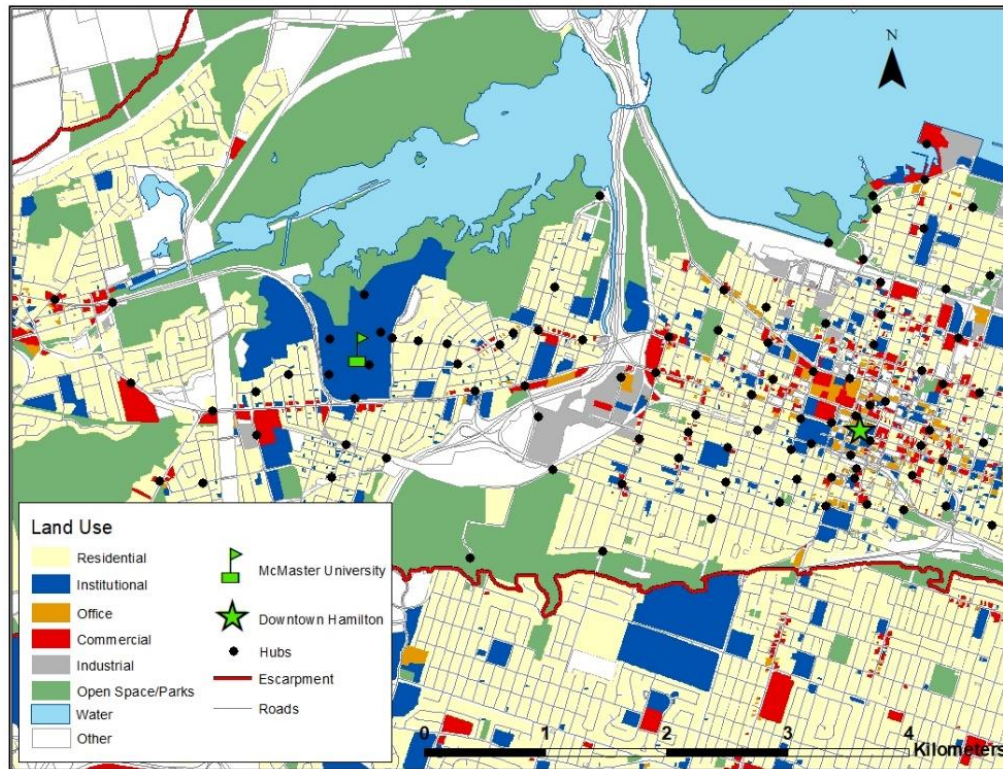 N
Land Use
Residential
Institutional
Office
Commercial
Industrial
Open Space/Parks
Water
Other
McMaster University
Downtown Hamilton
Hubs
Escarpment
Roads
0 1 2 3 4
Kilometers